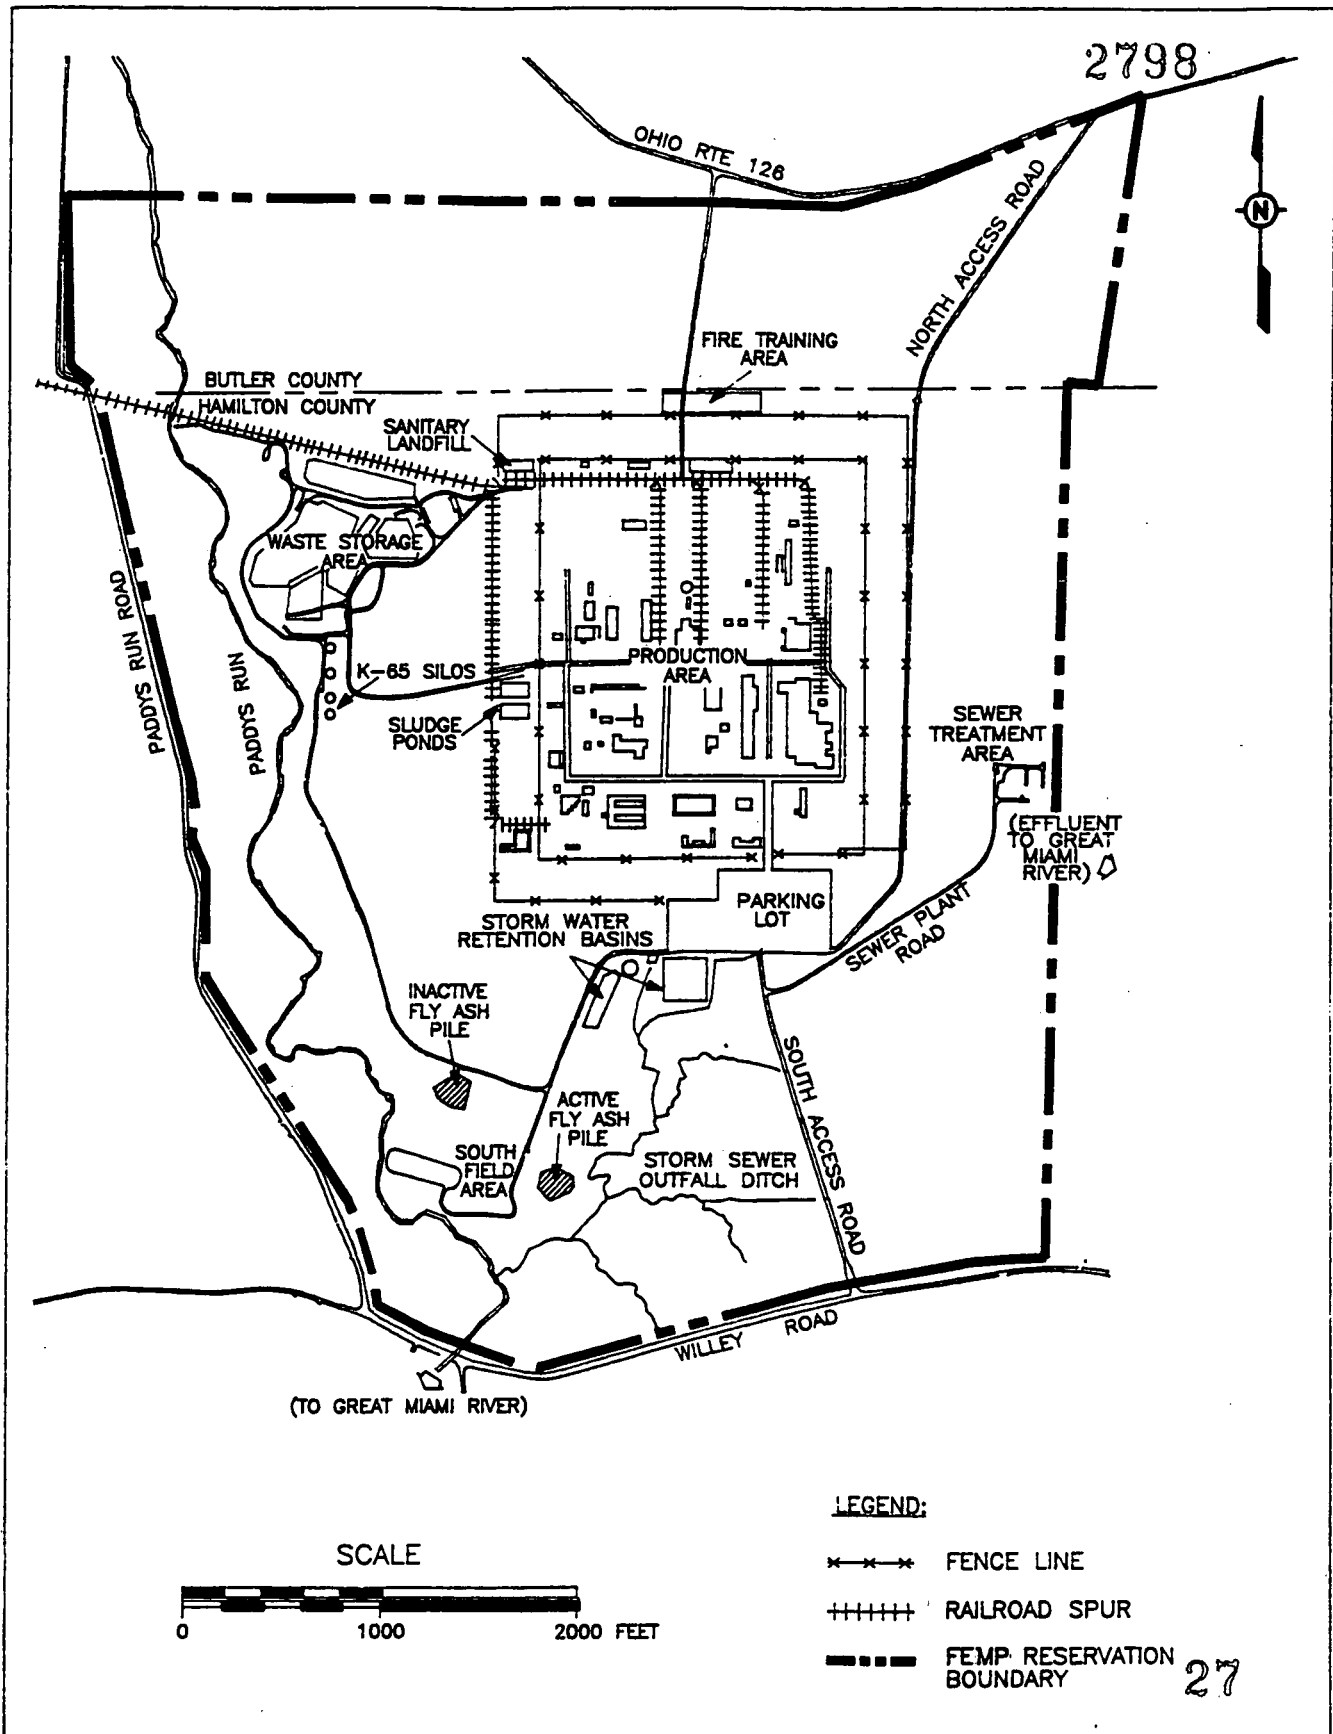 2798
OHIO RTE 126
N
NORTH ACCESS ROAD
FIRE TRAINING
AREA
BUTLER COUNTY
HAMILTON COUNTY
SANITARY
LANDFILL
WASTE STORAGE
AREA
PADDYS RUN ROAD
PADDYS RUN
K-65 SILOS
PRODUCTION
AREA
SLUDGE
PONDS
SEWER
TREATMENT
AREA
(EFFLUENT
TO GREAT
MIAMI
RIVER)
PARKING
LOT
SEWER PLANT
ROAD
STORM WATER
RETENTION BASINS
INACTIVE
FLY ASH
PILE
ACTIVE
FLY ASH
PILE
SOUTH
FIELD
AREA
STORM SEWER
OUTFALL DITCH
SOUTH ACCESS ROAD
WILLEY ROAD
(TO GREAT MIAMI RIVER)
LEGEND:
FENCE LINE
RAILROAD SPUR
FEMP RESERVATION
BOUNDARY
SCALE
0 1000 2000 FEET
27